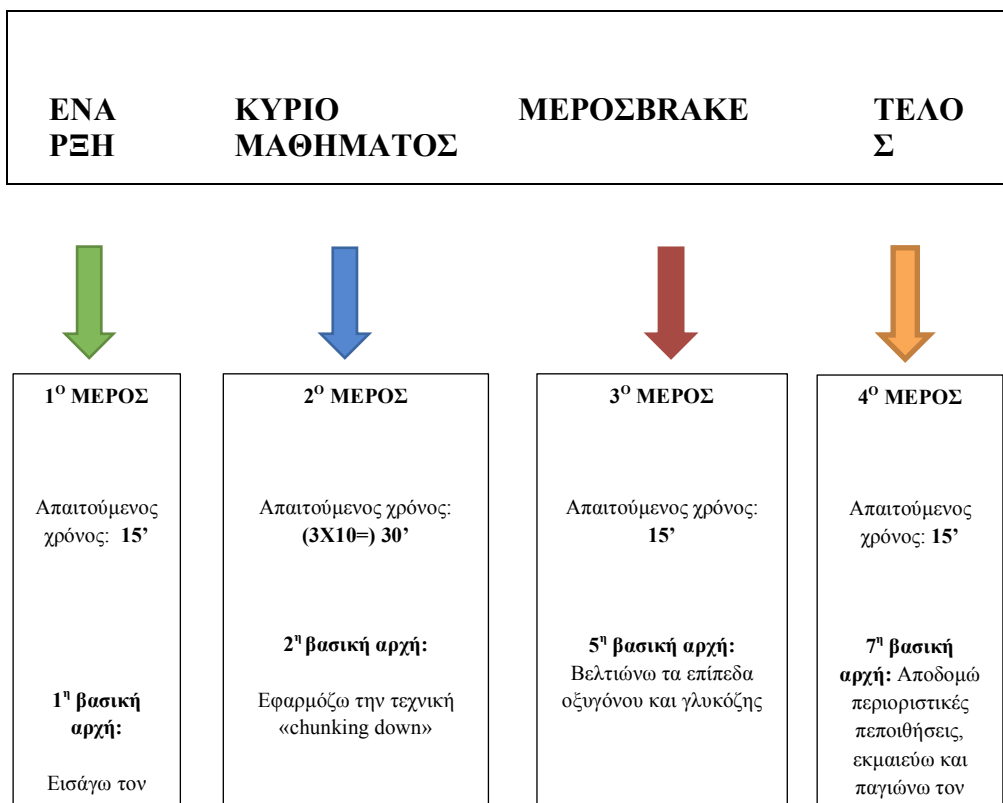 ΕΝΑ
ΡΞΗ
ΚΥΡΙΟ ΜΕΡΟΣBRAKE
ΜΑΘΗΜΑΤΟΣ
ΤΕΛΟ
Σ
1Ο ΜΕΡΟΣ
Απαιτούμενος
χρόνος: 15’
1η βασική
αρχή:
Εισάγω τον
2Ο ΜΕΡΟΣ
Απαιτούμενος χρόνος:
(3Χ10=) 30’
2η βασική αρχή:
Εφαρμόζω την τεχνική
«chunking down»
3Ο ΜΕΡΟΣ
Απαιτούμενος χρόνος:
15’
5η βασική αρχή:
Βελτιώνω τα επίπεδα
οξυγόνου και γλυκόζης
4Ο ΜΕΡΟΣ
Απαιτούμενος
χρόνος: 15’
7η βασική
αρχή: Αποδομώ
περιοριστικές
πεποιθήσεις,
εκμαιεύω και
παγιώνω τον